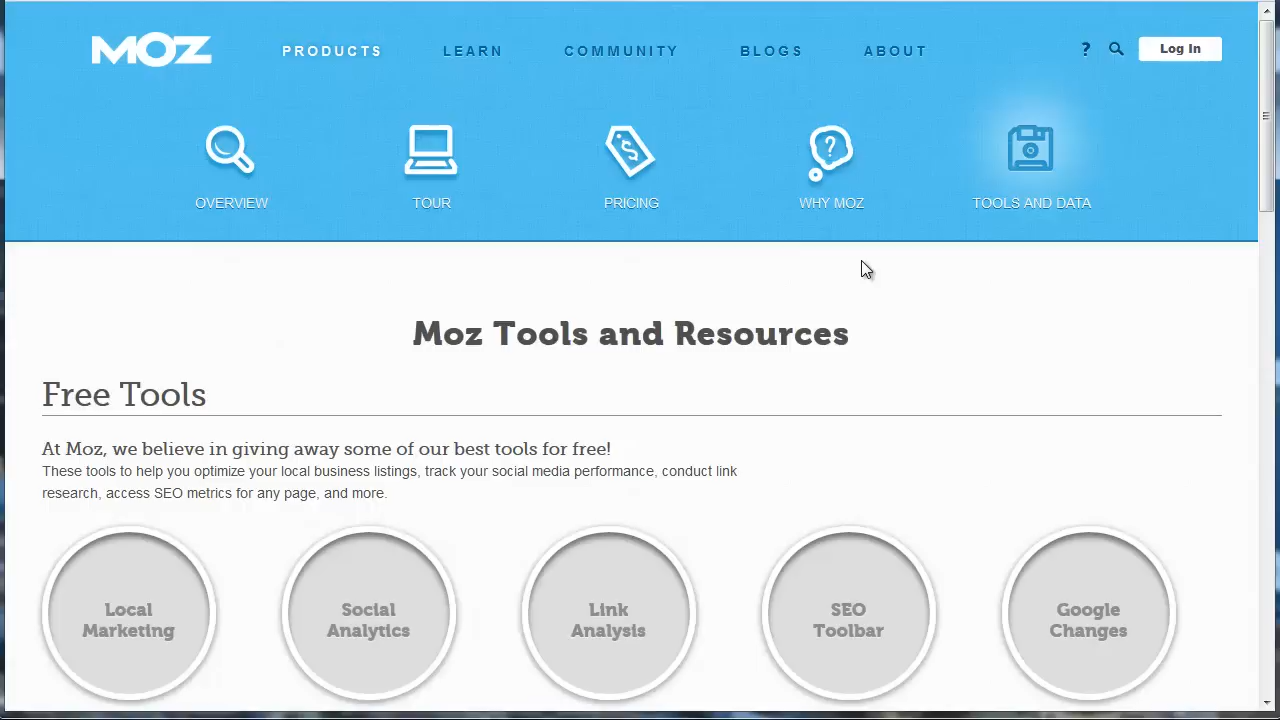 MOZ
PRODUCTS LEARN COMMUNITY BLOGS ABOUT ? Log In
OVERVIEW TOUR PRICING WHY MOZ TOOLS AND DATA
Moz Tools and Resources
Free Tools
At Moz, we believe in giving away some of our best tools for free!
These tools to help you optimize your local business listings, track your social media performance, conduct link
research, access SEO metrics for any page, and more.
Local
Marketing
Social
Analytics
Link
Analysis
SEO
Toolbar
Google
Changes